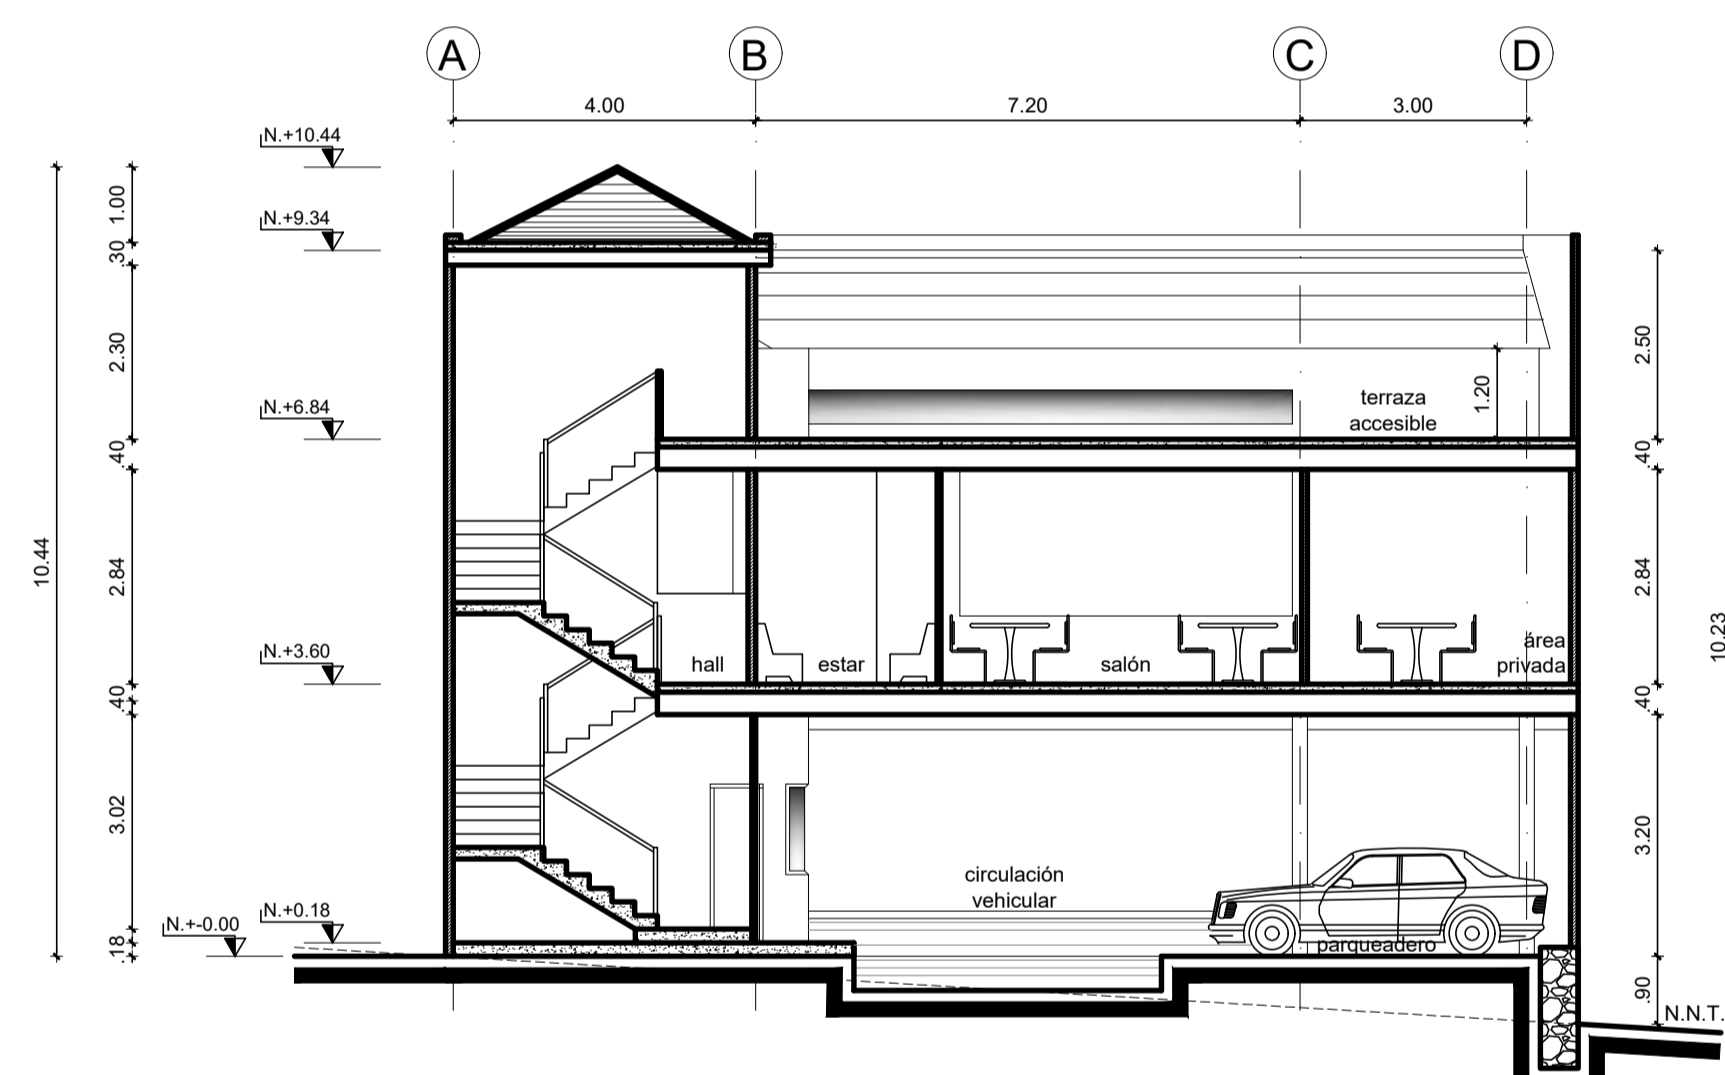 A B C D
4.00 7.20 3.00
N.+10.44
1.00
N.+9.34
.30
2.30
2.50
1.20
terraza
accesible
N.+6.84
.40 .40
10.44
2.84
2.84
10.23
N.+3.60
hall estar salón
área
privada
.40 .40
3.02
3.20
circulación
vehicular
N.+0.18
N.+-0.00
parqueadero
.18
.90
N.N.T.